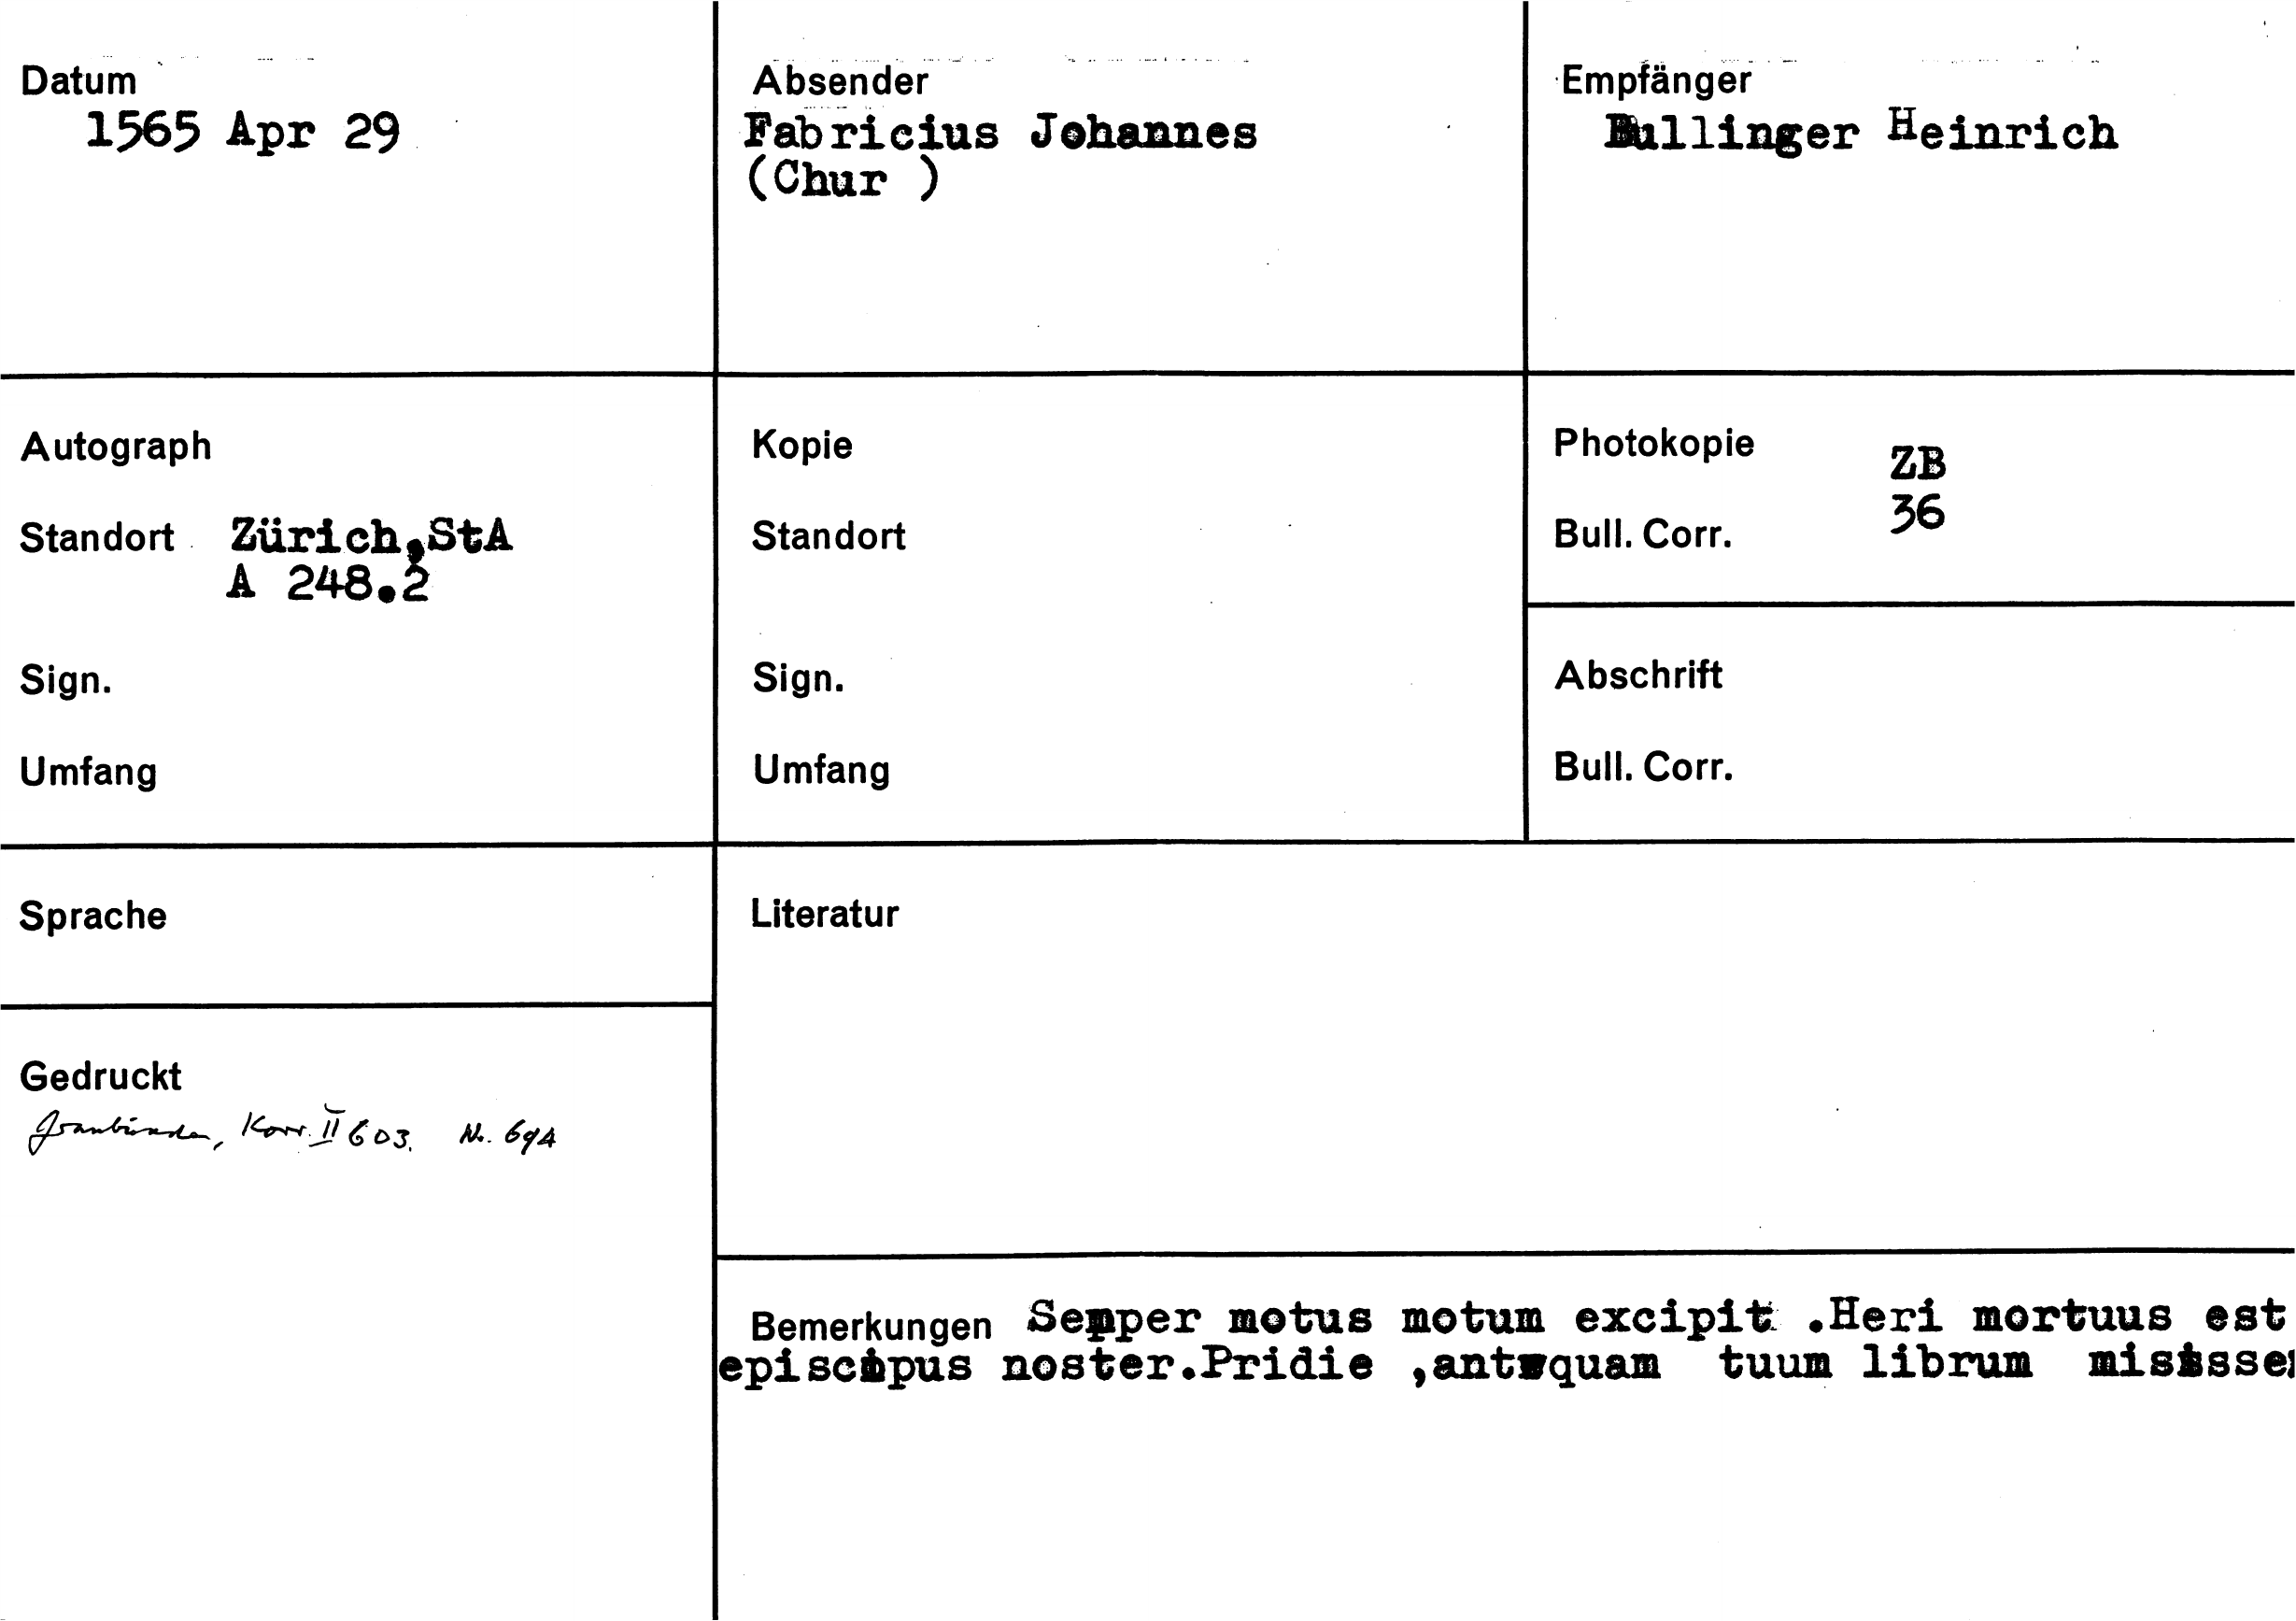 Datum
1565 Apr 29
Absender
Fabricius Johannes
(Chur )
Empfänger
Bullinger Heinrich
Autograph
Standort Zürich,StA
A 248.2
Sign.
Umfang
Kopie
Standort
Sign.
Umfang
Photokopie ZB
Bull. Corr. 36
Abschrift
Bull. Corr.
Sprache
Gedruckt
Graubünden, Korr. II 603. Nr. 694
Literatur
Bemerkungen Semper motus motum excipit .Heri mortuus est
episcopus noster.Pridie ,antequam tuum librum misisse